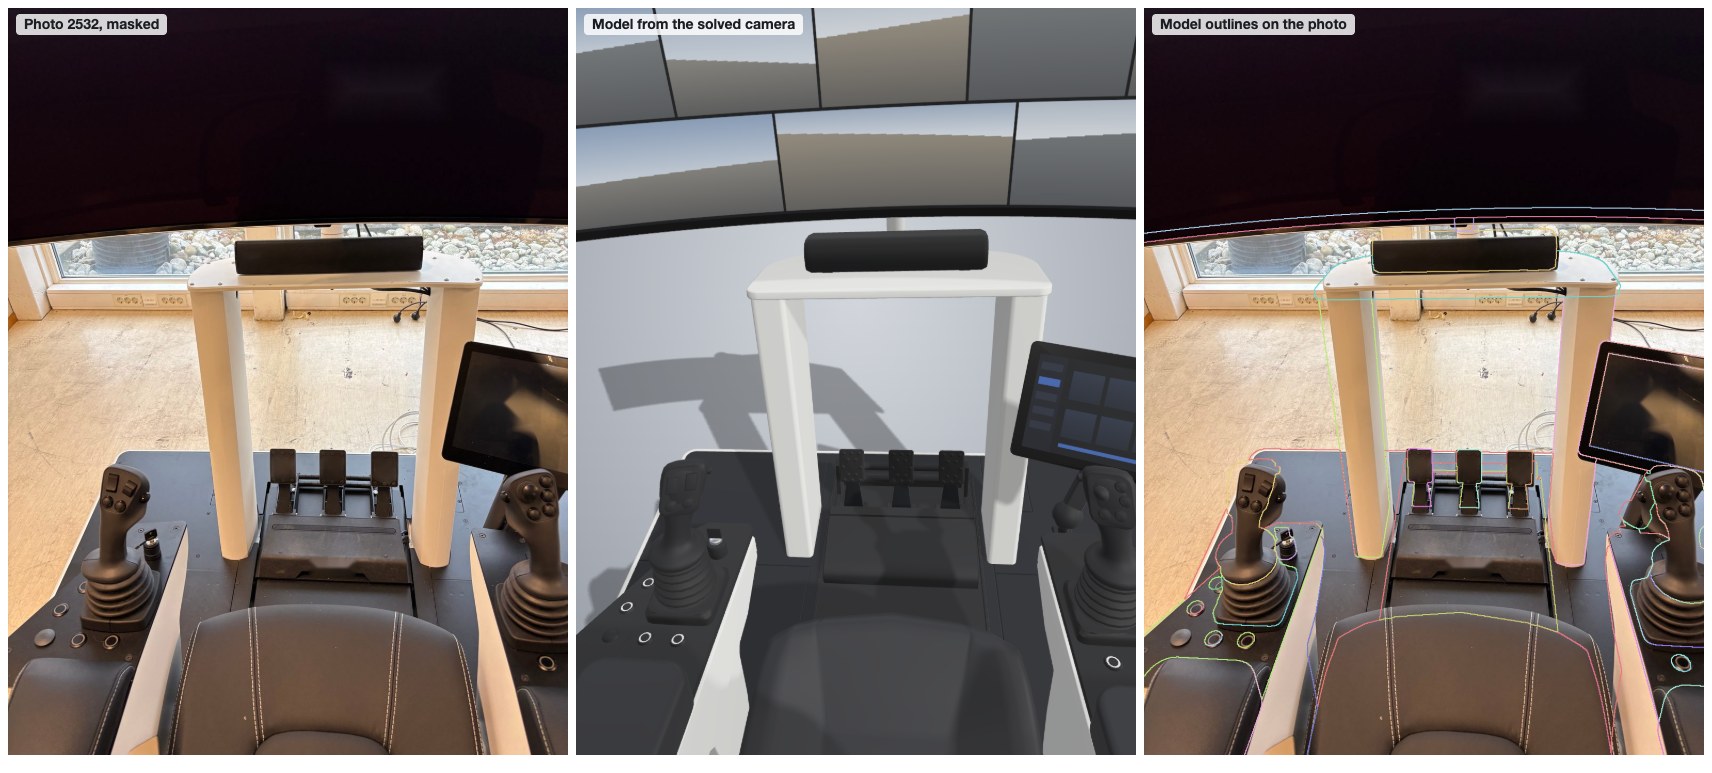 Photo 2532, masked
Model from the solved camera
Model outlines on the photo